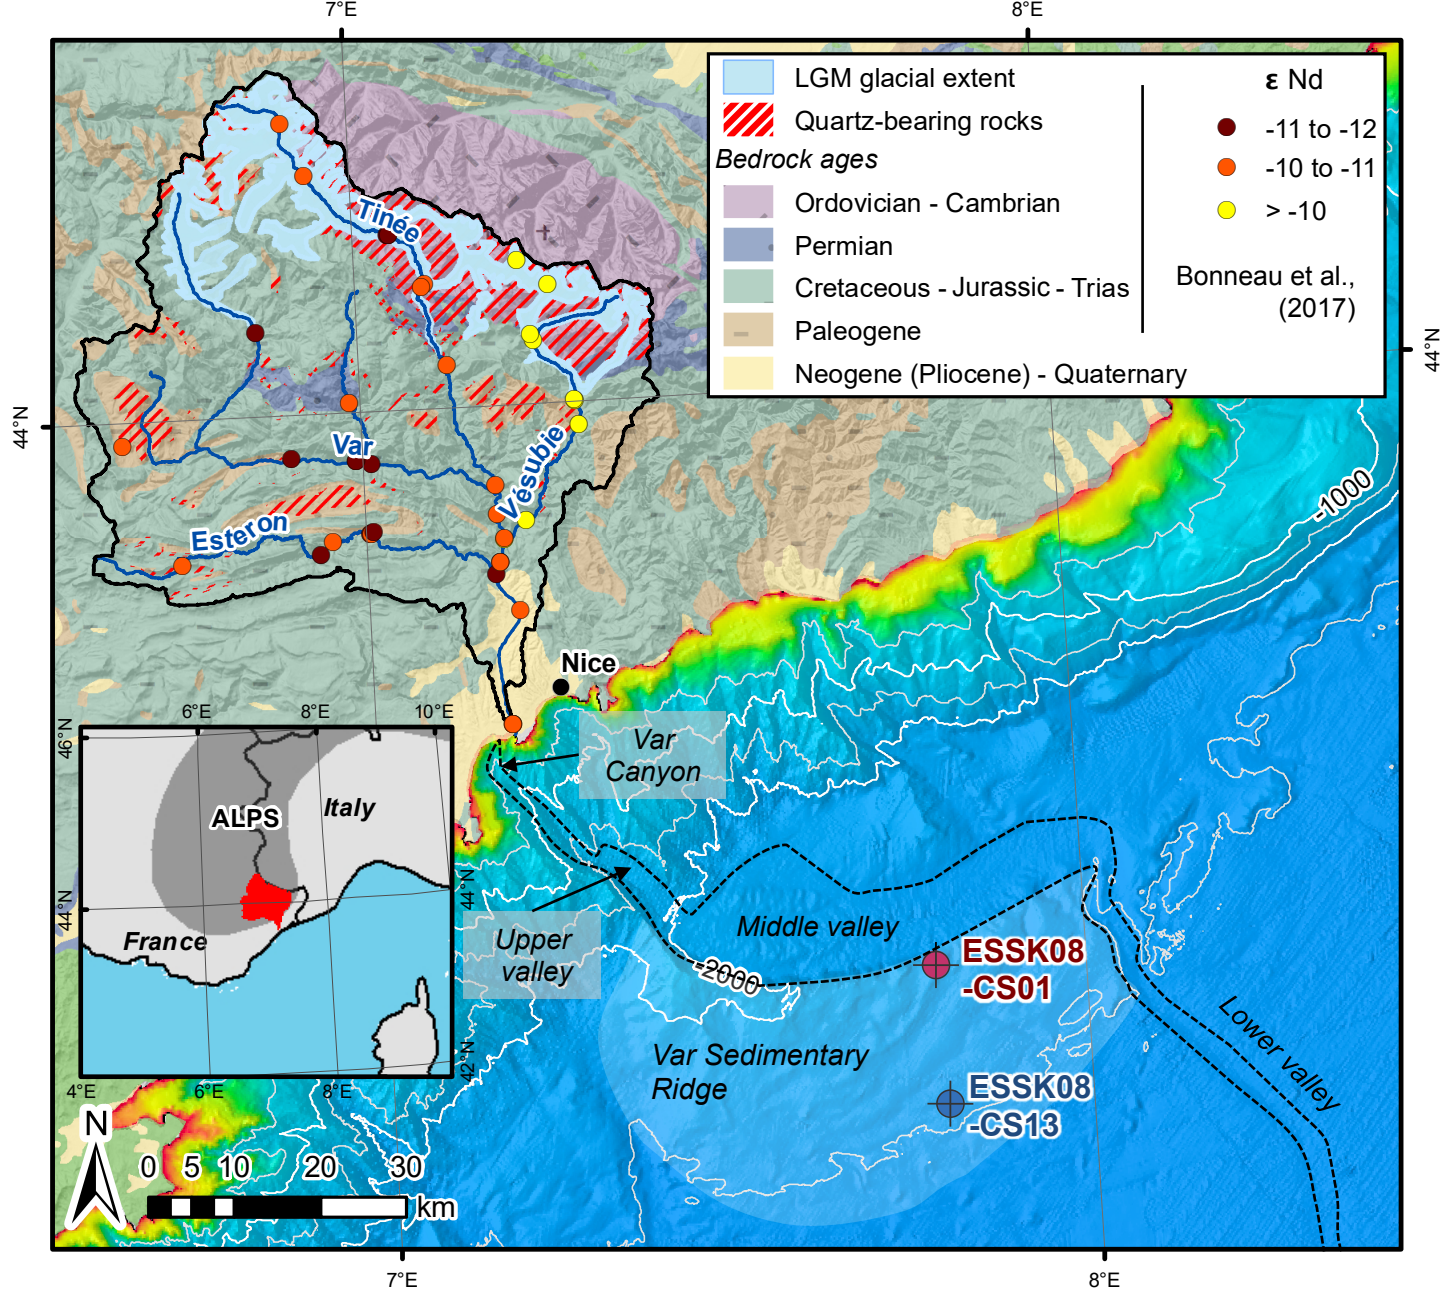 7°E
8°E
LGM glacial extent
Quartz-bearing rocks
Bedrock ages
Ordovician - Cambrian
Permian
Cretaceous - Jurassic - Trias
Paleogene
Neogene (Pliocene) - Quaternary
ε Nd
-11 to -12
-10 to -11
> -10
Bonneau et al.,
(2017)
44°N
44°N
Tinée
Var
Vésubie
Esteron
-1000
Nice
Var
Canyon
Upper
valley
Middle valley
-2000
ESSK08
-CS01
Var Sedimentary
Ridge
ESSK08
-CS13
Lower valley
6°E
8°E
10°E
46°N
44°N
44°N
42°N
ALPS
Italy
France
4°E
6°E
8°E
N
0
5
10
20
30
km
7°E
8°E